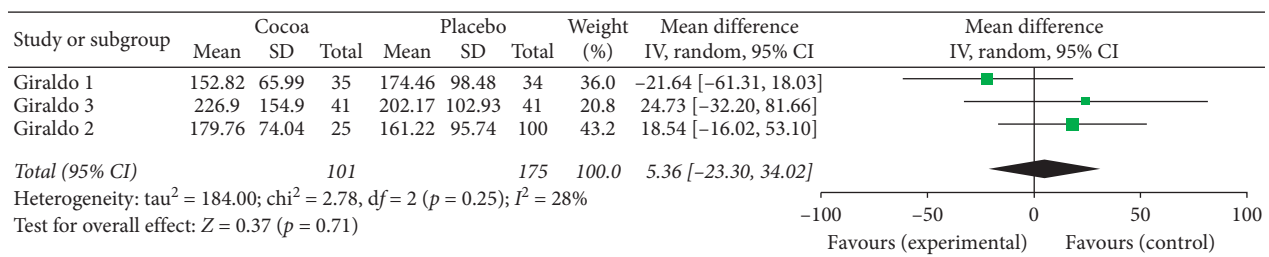 Study or subgroup Cocoa Placebo Weight (%) Mean difference IV, random, 95% CI Mean difference IV, random, 95% CI
Mean SD Total Mean SD Total
Giraldo 1 152.82 65.99 35 174.46 98.48 34 36.0 –21.64 [–61.31, 18.03]
Giraldo 3 226.9 154.9 41 202.17 102.93 41 20.8 24.73 [–32.20, 81.66]
Giraldo 2 179.76 74.04 25 161.22 95.74 100 43.2 18.54 [–16.02, 53.10]
Total (95% CI) 101 175 100.0 5.36 [–23.30, 34.02]
Heterogeneity: tau² = 184.00; chi² = 2.78, df = 2 (p = 0.25); I² = 28%
Test for overall effect: Z = 0.37 (p = 0.71)
–100 –50 0 50 100
Favours (experimental) Favours (control)